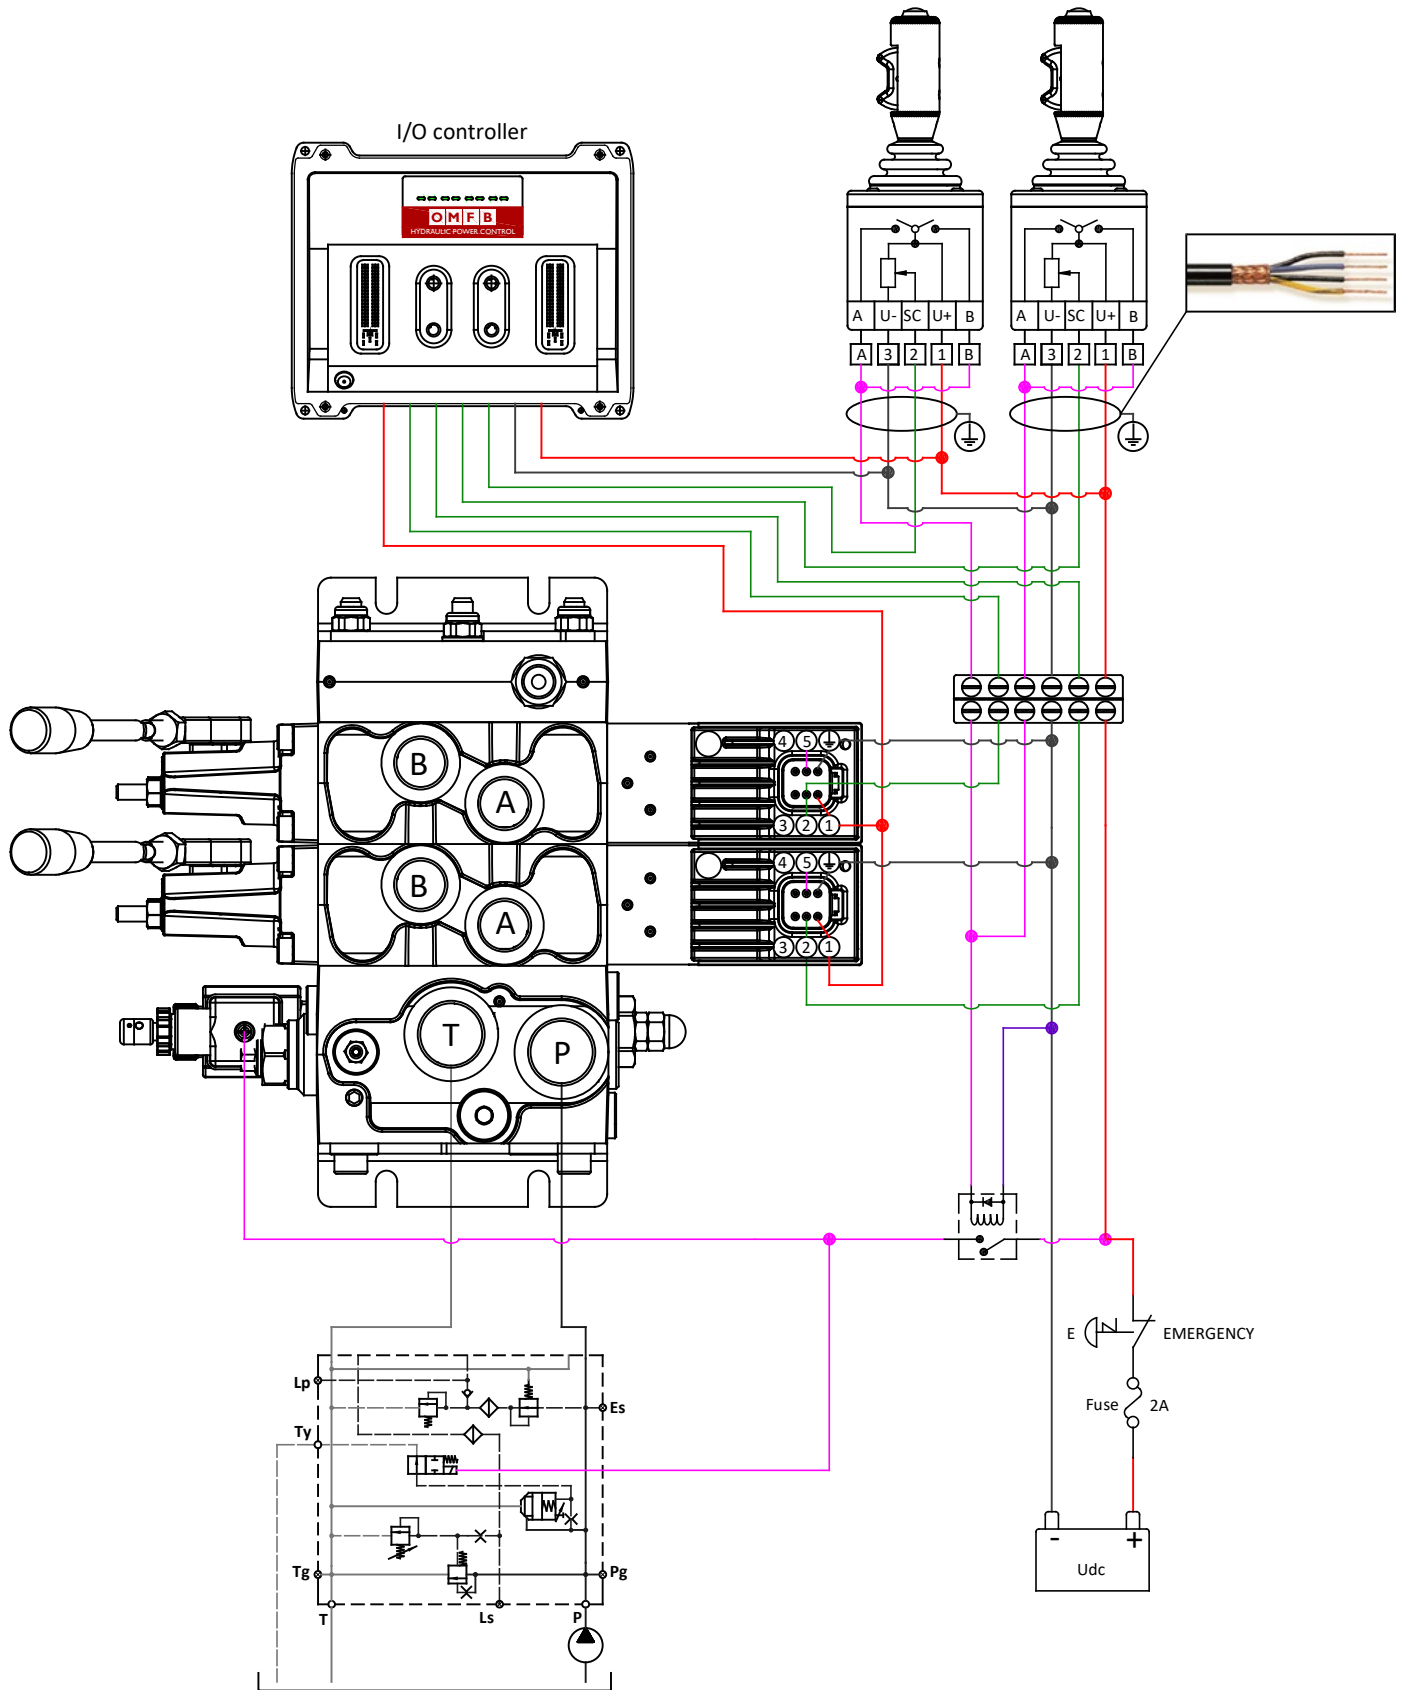 I/O controller
OMFB
HYDRAULIC POWER CONTROL
A U- SC U+ B
A U- SC U+ B
A 3 2 1 B
A 3 2 1 B
4 5
B
A
3 2 1
4 5
B
A
3 2 1
T
P
E EMERGENCY
Fuse 2A
Lp
Es
Ty
- +
Udc
Tg
Pg
T
Ls
P